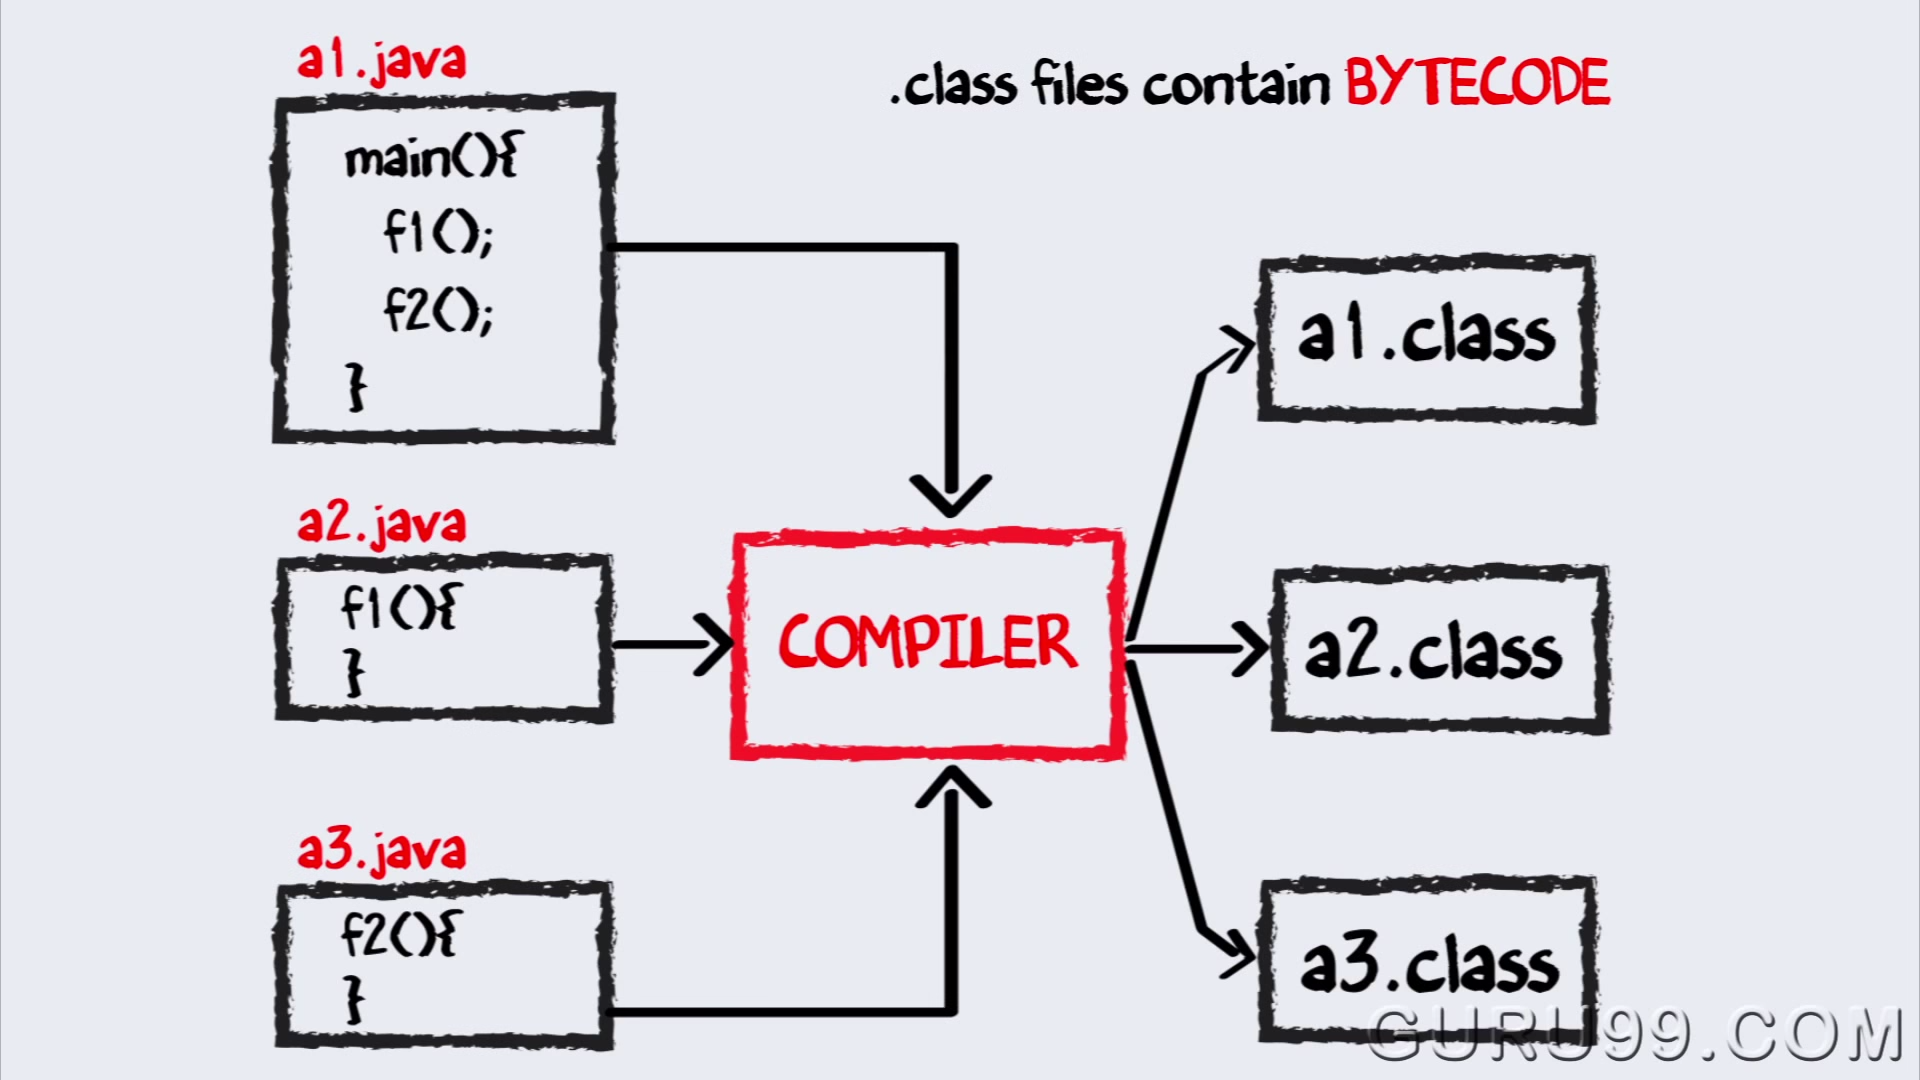 a1.java
main(){
f1();
f2();
}
a2.java
f1(){
}
a3.java
f2(){
}
COMPILER
.class files contain BYTECODE
a1.class
a2.class
a3.class
GURU99.COM